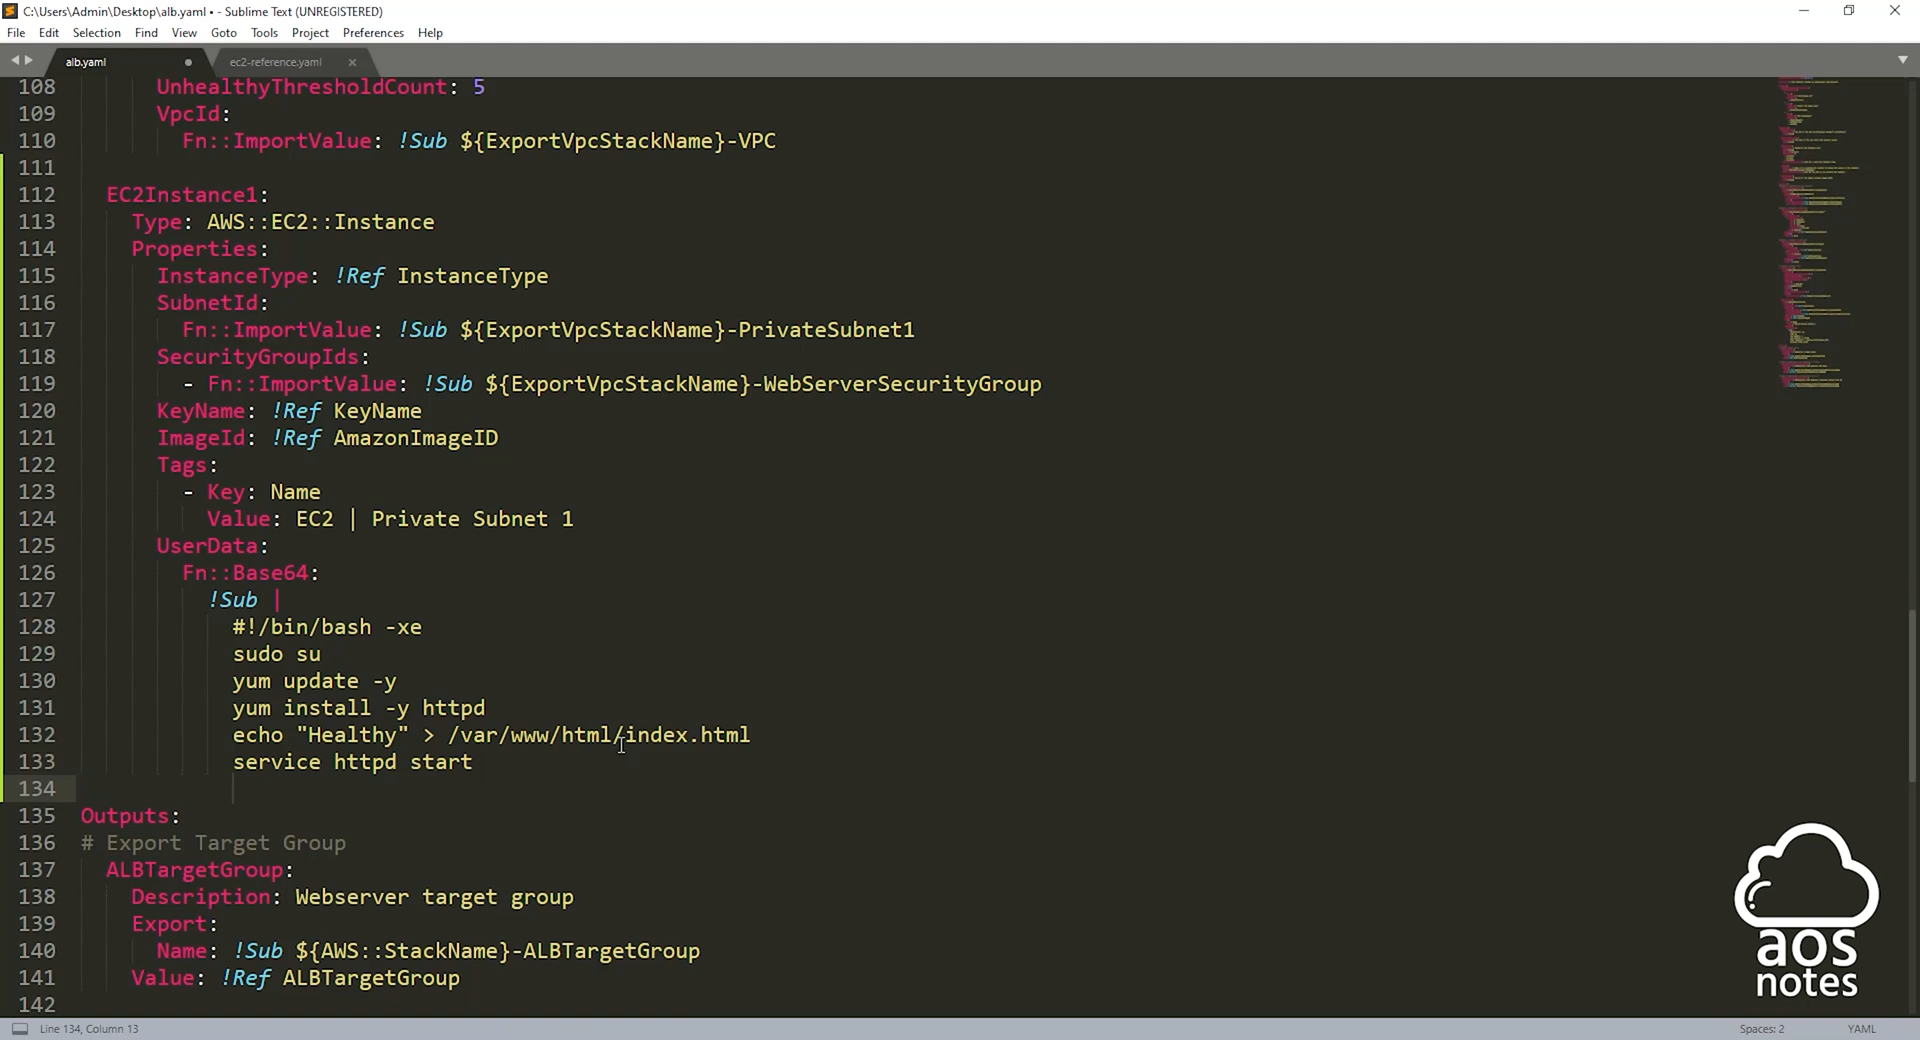 C:\Users\Admin\Desktop\alb.yaml • - Sublime Text (UNREGISTERED)
File Edit Selection Find View Goto Tools Project Preferences Help
alb.yaml ec2-reference.yaml
108 UnhealthyThresholdCount: 5
109 VpcId:
110 Fn::ImportValue: !Sub ${ExportVpcStackName}-VPC
111
112 EC2Instance1:
113 Type: AWS::EC2::Instance
114 Properties:
115 InstanceType: !Ref InstanceType
116 SubnetId:
117 Fn::ImportValue: !Sub ${ExportVpcStackName}-PrivateSubnet1
118 SecurityGroupIds:
119 - Fn::ImportValue: !Sub ${ExportVpcStackName}-WebServerSecurityGroup
120 KeyName: !Ref KeyName
121 ImageId: !Ref AmazonImageID
122 Tags:
123 - Key: Name
124 Value: EC2 | Private Subnet 1
125 UserData:
126 Fn::Base64:
127 !Sub |
128 #!/bin/bash -xe
129 sudo su
130 yum update -y
131 yum install -y httpd
132 echo "Healthy" > /var/www/html/index.html
133 service httpd start
134
135 Outputs:
136 # Export Target Group
137 ALBTargetGroup:
138 Description: Webserver target group
139 Export:
140 Name: !Sub ${AWS::StackName}-ALBTargetGroup
141 Value: !Ref ALBTargetGroup
142
aos
notes
Line 134, Column 13 Spaces: 2 YAML